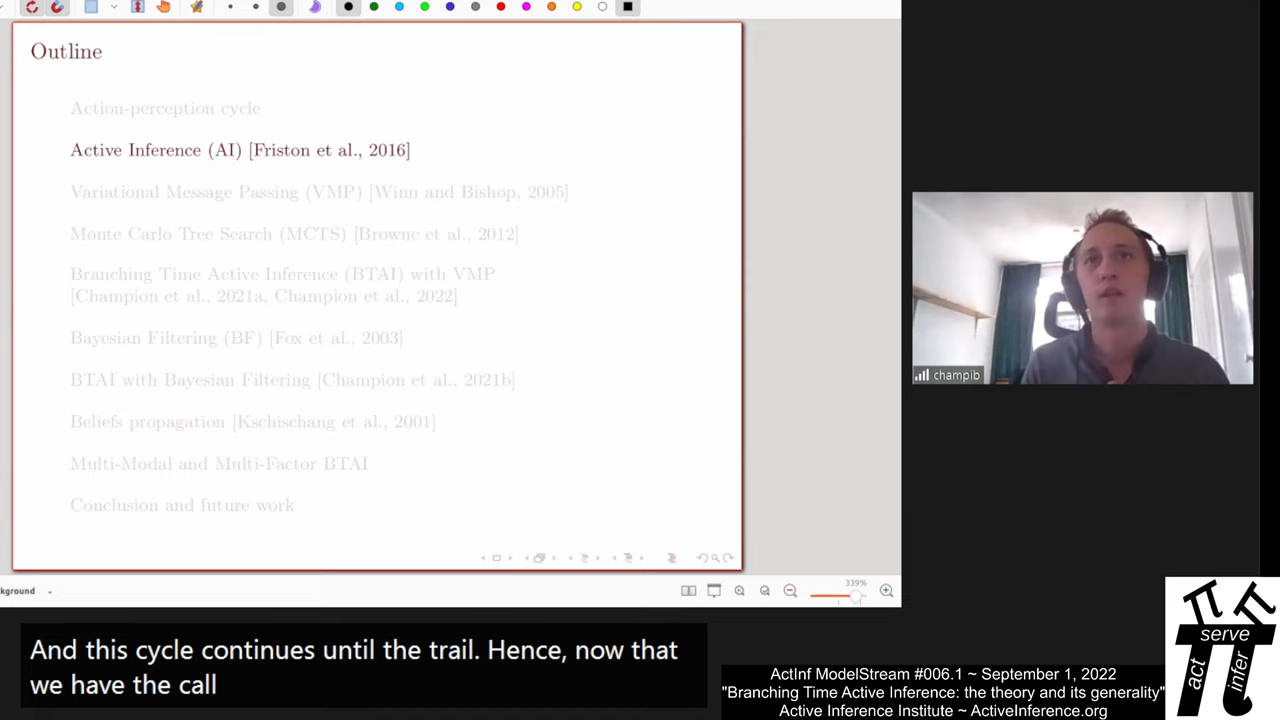 Outline
Action-perception cycle
Active Inference (AI) [Friston et al., 2016]
Variational Message Passing (VMP) [Winn and Bishop, 2005]
Monte Carlo Tree Search (MCTS) [Browne et al., 2012]
Branching Time Active Inference (BTAI) with VMP
[Champion et al., 2021a, Champion et al., 2022]
Bayesian Filtering (BF) [Fox et al., 2003]
BTAI with Bayesian Filtering [Champion et al., 2021b]
Beliefs propagation [Kschischang et al., 2001]
Multi-Modal and Multi-Factor BTAI
Conclusion and future work
kground
339%
champib
And this cycle continues until the trail. Hence, now that
we have the call
ActInf ModelStream #006.1 ~ September 1, 2022
"Branching Time Active Inference: the theory and its generality"
Active Inference Institute ~ ActiveInference.org
serve
act
infer